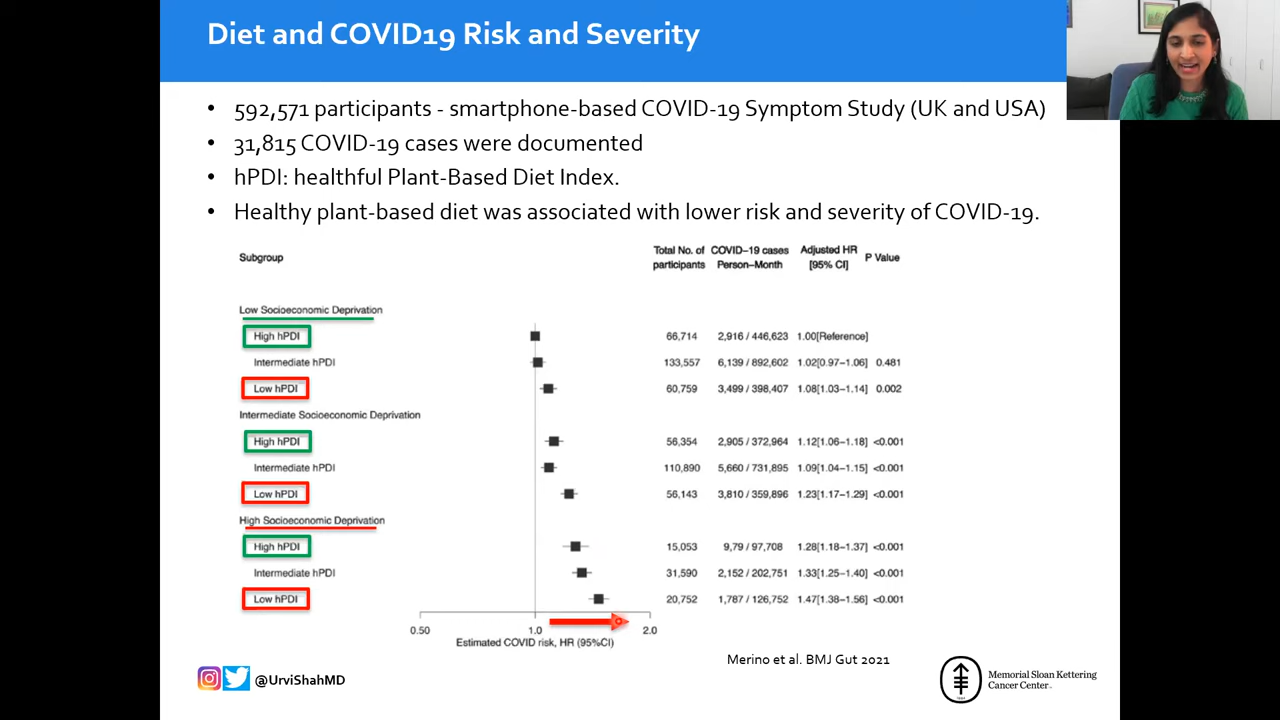 Diet and COVID19 Risk and Severity
• 592,571 participants - smartphone-based COVID-19 Symptom Study (UK and USA)
• 31,815 COVID-19 cases were documented
• hPDI: healthful Plant-Based Diet Index.
• Healthy plant-based diet was associated with lower risk and severity of COVID-19.
Subgroup Total No. of participants COVID–19 cases Person–Month Adjusted HR [95% CI] P Value
Low Socioeconomic Deprivation
High hPDI 66,714 2,916 / 446,623 1.00[Reference]
Intermediate hPDI 133,557 6,139 / 892,602 1.02[0.97–1.06] 0.481
Low hPDI 60,759 3,499 / 398,407 1.08[1.03–1.14] 0.002
Intermediate Socioeconomic Deprivation
High hPDI 56,354 2,905 / 372,964 1.12[1.06–1.18] <0.001
Intermediate hPDI 110,890 5,660 / 731,895 1.09[1.04–1.15] <0.001
Low hPDI 56,143 3,810 / 359,896 1.23[1.17–1.29] <0.001
High Socioeconomic Deprivation
High hPDI 15,053 9,79 / 97,708 1.28[1.18–1.37] <0.001
Intermediate hPDI 31,590 2,152 / 202,751 1.33[1.25–1.40] <0.001
Low hPDI 20,752 1,787 / 126,752 1.47[1.38–1.56] <0.001
0.50 1.0 2.0
Estimated COVID risk, HR (95%CI)
Merino et al. BMJ Gut 2021
@UrviShahMD
Memorial Sloan Kettering
Cancer Center